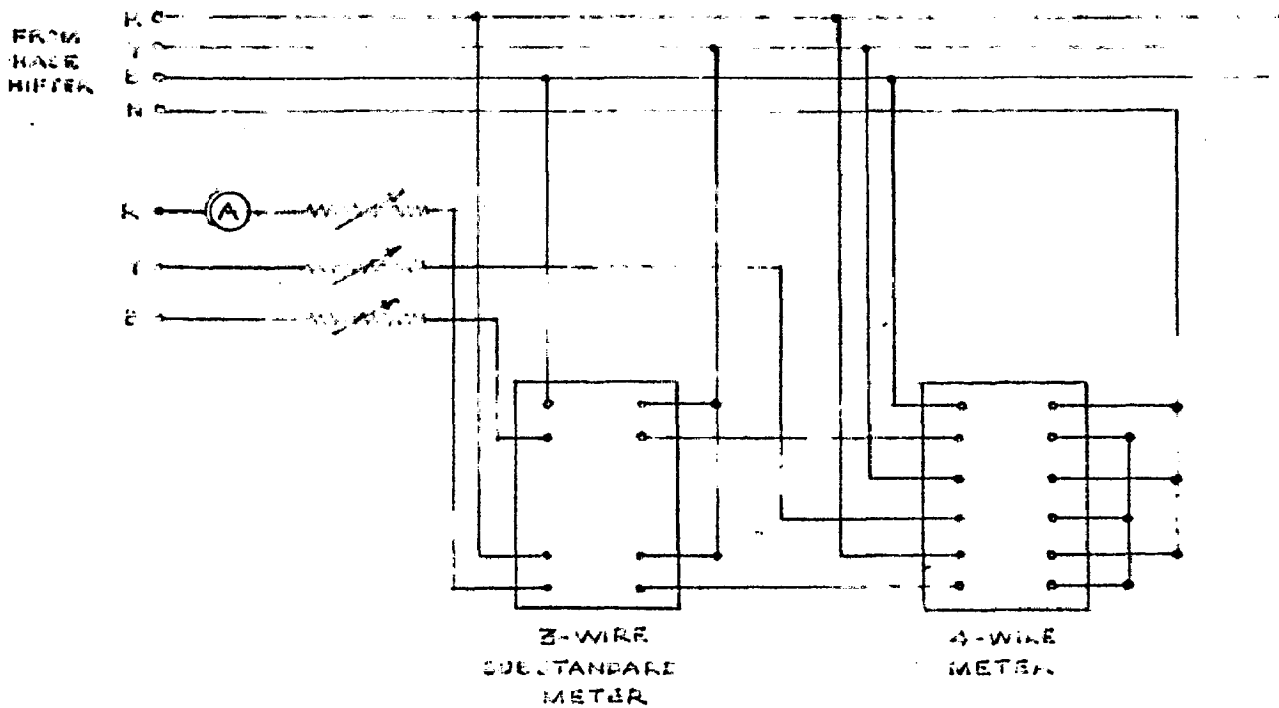 FROM
PHASE
SHIFTER
R
Y
B
N
R
A
Y
B
3-WIRE
SUBSTANDARD
METER
4-WIRE
METER